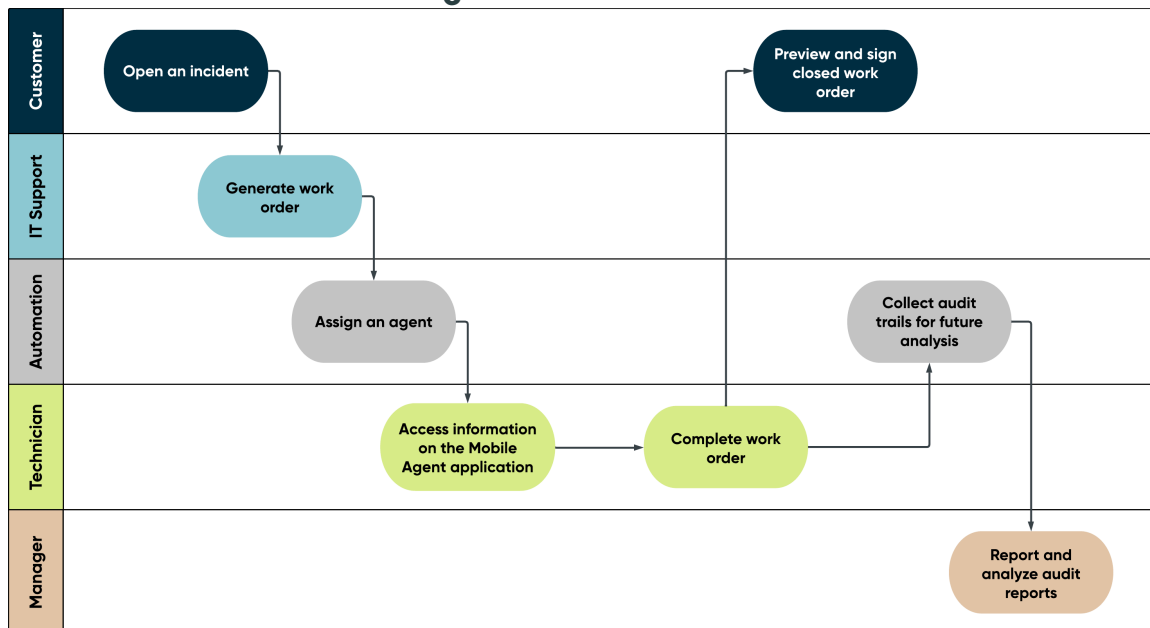 Customer
Open an incident
Preview and sign
closed work
order
IT Support
Generate work
order
Automation
Assign an agent
Collect audit
trails for future
analysis
Technician
Access information
on the Mobile
Agent application
Complete work
order
Manager
Report and
analyze audit
reports